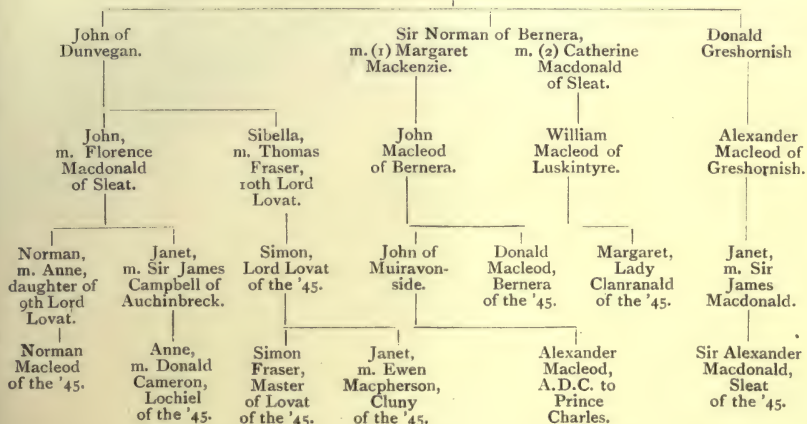 John of
Dunvegan.
Sir Norman of Bernera,
m. (1) Margaret
Mackenzie.
m. (2) Catherine
Macdonald
of Sleat.
Donald
Greshornish
John,
m. Florence
Macdonald
of Sleat.
Sibella,
m. Thomas
Fraser,
10th Lord
Lovat.
John
Macleod
of Bernera.
William
Macleod of
Luskintyre.
Alexander
Macleod of
Greshornish.
Norman,
m. Anne,
daughter of
9th Lord
Lovat.
Janet,
m. Sir James
Campbell of
Auchinbreck.
Simon,
Lord Lovat
of the '45.
John of
Muiravon-
side.
Donald
Macleod,
Bernera
of the '45.
Margaret,
Lady
Clanranald
of the '45.
Janet,
m. Sir
James
Macdonald.
Norman
Macleod
of the '45.
Anne,
m. Donald
Cameron,
Lochiel
of the '45.
Simon
Fraser,
Master
of Lovat
of the '45.
Janet,
m. Ewen
Macpherson,
Cluny
of the '45.
Alexander
Macleod,
A.D.C. to
Prince
Charles.
Sir Alexander
Macdonald,
Sleat
of the '45.